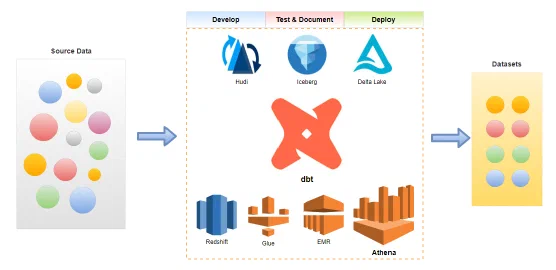 Develop
Test & Document
Deploy
Source Data
Hudi
Iceberg
Delta Lake
Datasets
dbt
Redshift
Glue
EMR
Athena